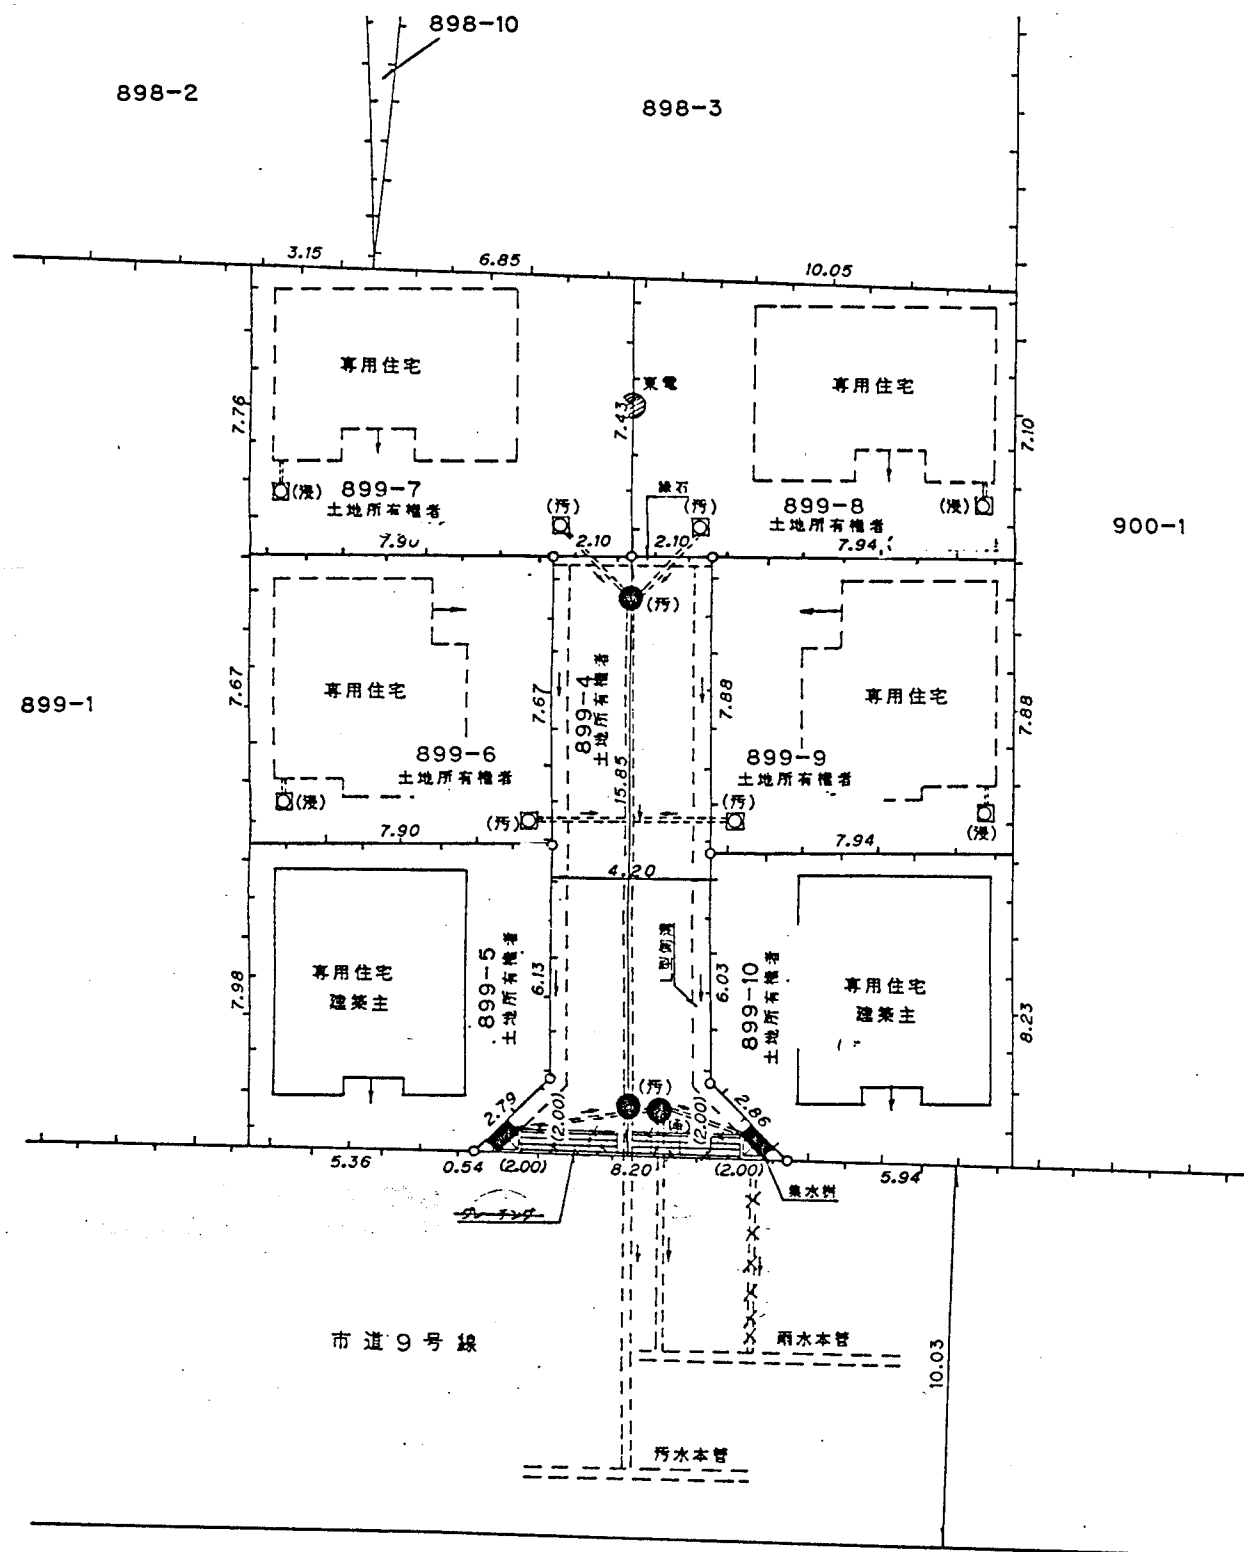 898-10
898-2
898-3
3.15
6.85
10.05
専用住宅
専用住宅
東電
7.76
7.43
7.10
(浸)
899-7
土地所有権者
縁石
(汚)
(汚)
899-8
土地所有権者
(浸)
900-1
7.90
2.10
2.10
7.94
(汚)
専用住宅
専用住宅
7.67
7.67
899-4
土地所有権者
7.88
7.88
899-1
899-6
土地所有権者
899-9
土地所有権者
15.85
(浸)
(汚)
(汚)
(浸)
7.90
7.94
4.20
専用住宅
建築主
899-5
土地所有権者
L型側溝
899-10
土地所有権者
専用住宅
建築主
7.98
6.13
6.03
8.23
2.79
(2.00)
(汚)
(2.00)
2.86
(雨)
5.36
0.54
(2.00)
8.20
(2.00)
5.94
グレーチング
集水桝
市道9号線
雨水本管
10.03
汚水本管